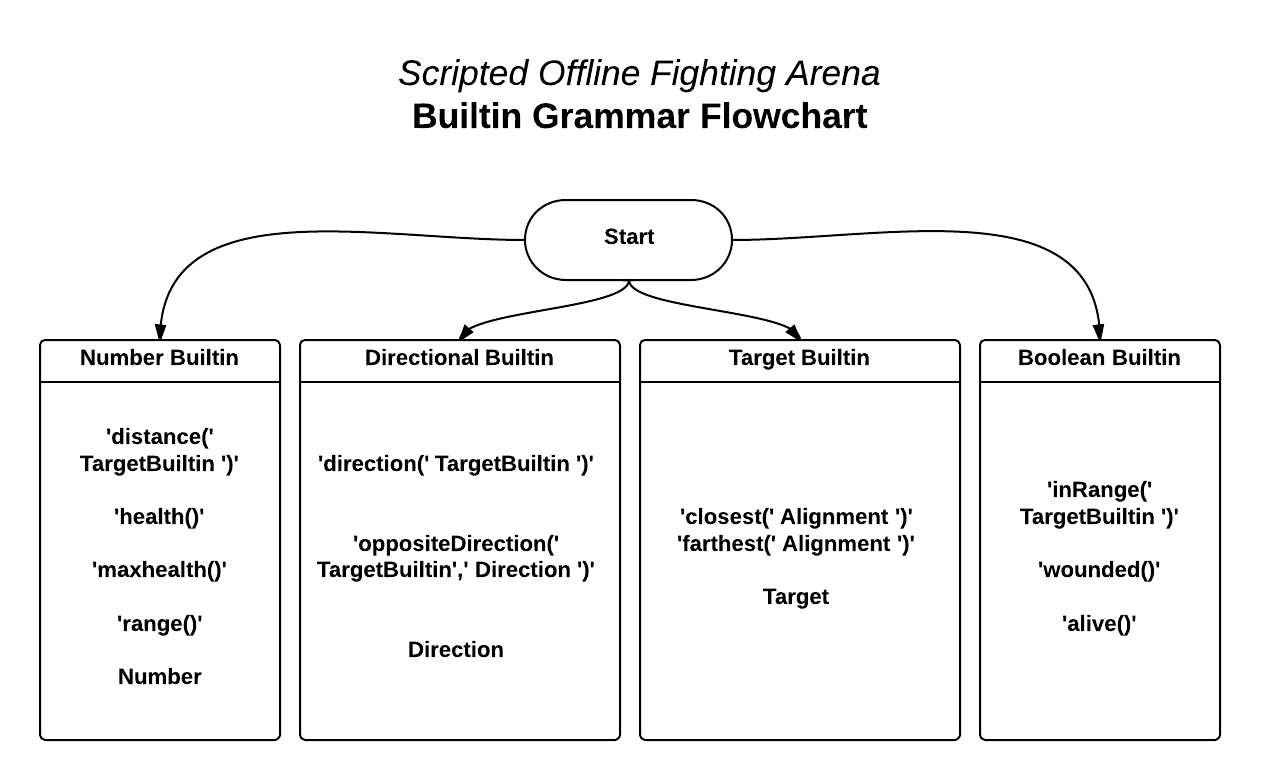 Scripted Offline Fighting Arena
Builtin Grammar Flowchart
Start
Number Builtin
'distance('
TargetBuiltin ')'
'health()'
'maxhealth()'
'range()'
Number
Directional Builtin
'direction(' TargetBuiltin ')'
'oppositeDirection('
TargetBuiltin',' Direction ')'
Direction
Target Builtin
'closest(' Alignment ')'
'farthest(' Alignment ')'
Target
Boolean Builtin
'inRange('
TargetBuiltin ')'
'wounded()'
'alive()'